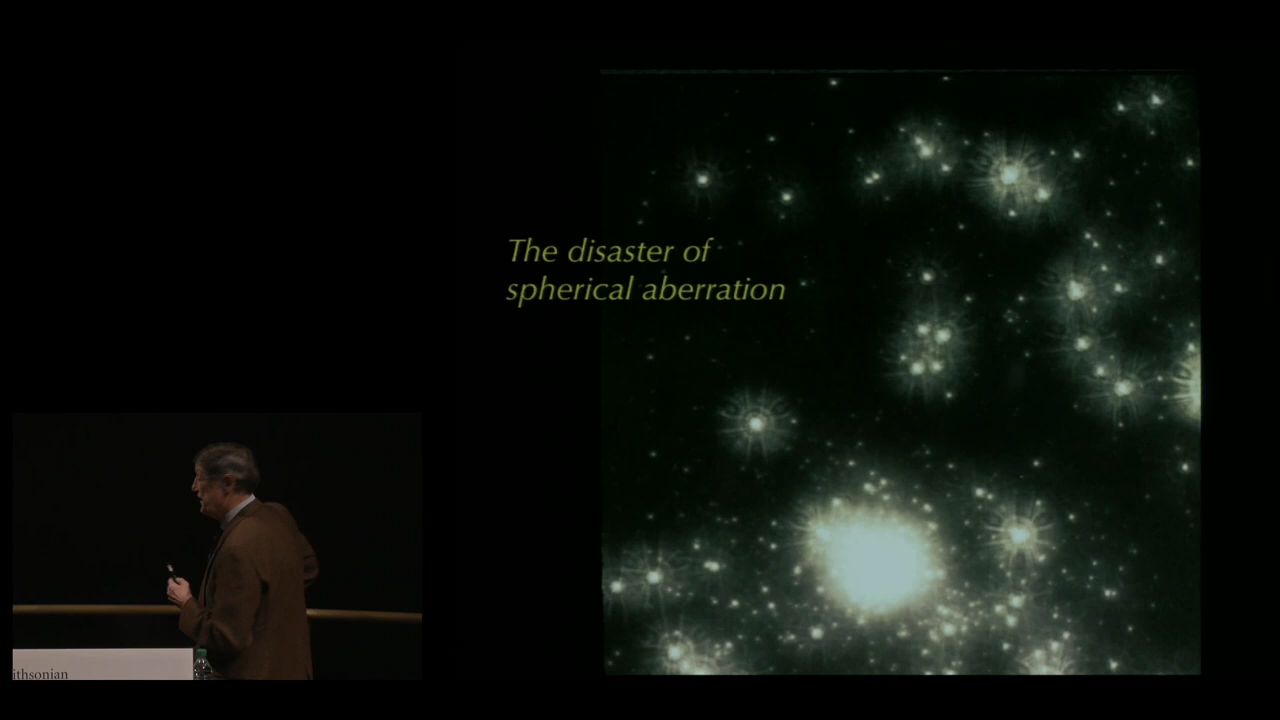 The disaster of
spherical aberration
ithsonian